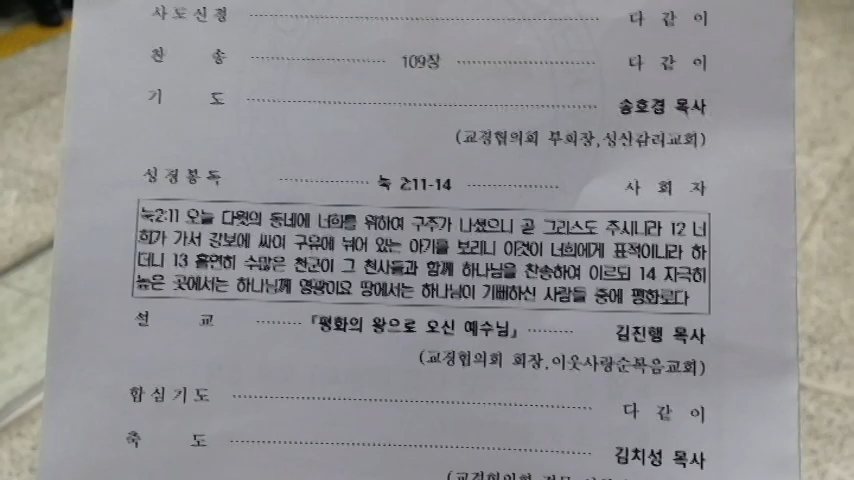 사도신경 다 같 이
찬 송 109장 다 같 이
기 도 송호경 목사
(교경협의회 부회장,성산감리교회)
성경봉독 눅 2:11-14 사 회 자
눅2:11 오늘 다윗의 동네에 너희를 위하여 구주가 나셨으니 곧 그리스도 주시니라 12 너
희가 가서 강보에 싸여 구유에 뉘어 있는 아기를 보리니 이것이 너희에게 표적이니라 하
더니 13 홀연히 수많은 천군이 그 천사들과 함께 하나님을 찬송하여 이르되 14 지극히
높은 곳에서는 하나님께 영광이요 땅에서는 하나님이 기뻐하신 사람들 중에 평화로다
설 교 「평화의 왕으로 오신 예수님」 김진행 목사
(교경협의회 회장,이웃사랑순복음교회)
합심기도 다 같 이
축 도 김치성 목사
(교경협의회